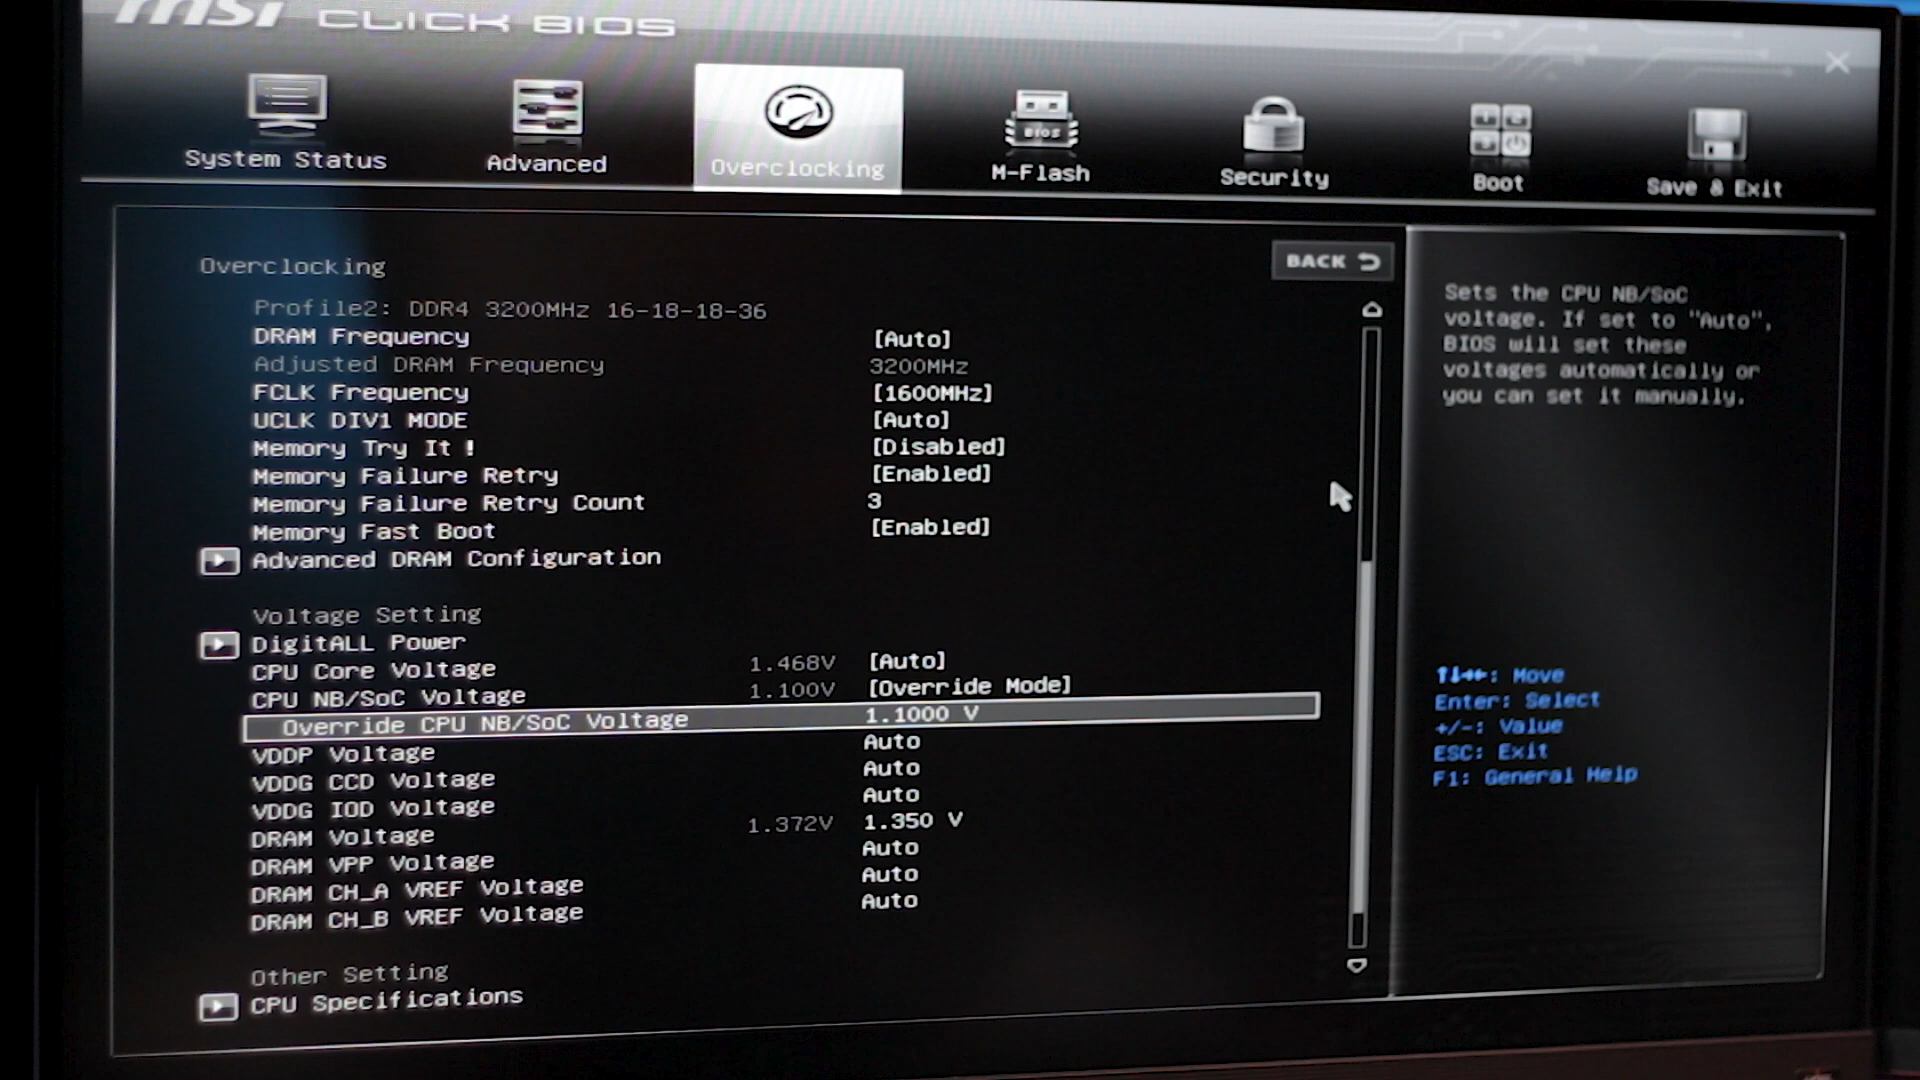 msi CLICK BIOS
System Status
Advanced
Overclocking
BIOS
M-Flash
Security
Boot
Save & Exit
Overclocking
BACK
Profile2: DDR4 3200MHz 16-18-18-36
DRAM Frequency [Auto]
Adjusted DRAM Frequency 3200MHz
FCLK Frequency [1600MHz]
UCLK DIV1 MODE [Auto]
Memory Try It ! [Disabled]
Memory Failure Retry [Enabled]
Memory Failure Retry Count 3
Memory Fast Boot [Enabled]
Advanced DRAM Configuration
Voltage Setting
DigitALL Power
CPU Core Voltage 1.468V [Auto]
CPU NB/SoC Voltage 1.100V [Override Mode]
Override CPU NB/SoC Voltage 1.1000 V
VDDP Voltage Auto
VDDG CCD Voltage Auto
VDDG IOD Voltage Auto
DRAM Voltage 1.372V 1.350 V
DRAM VPP Voltage Auto
DRAM CH_A VREF Voltage Auto
DRAM CH_B VREF Voltage Auto
Other Setting
CPU Specifications
Sets the CPU NB/SoC
voltage. If set to "Auto",
BIOS will set these
voltages automatically or
you can set it manually.
↑↓→←: Move
Enter: Select
+/-: Value
ESC: Exit
F1: General Help